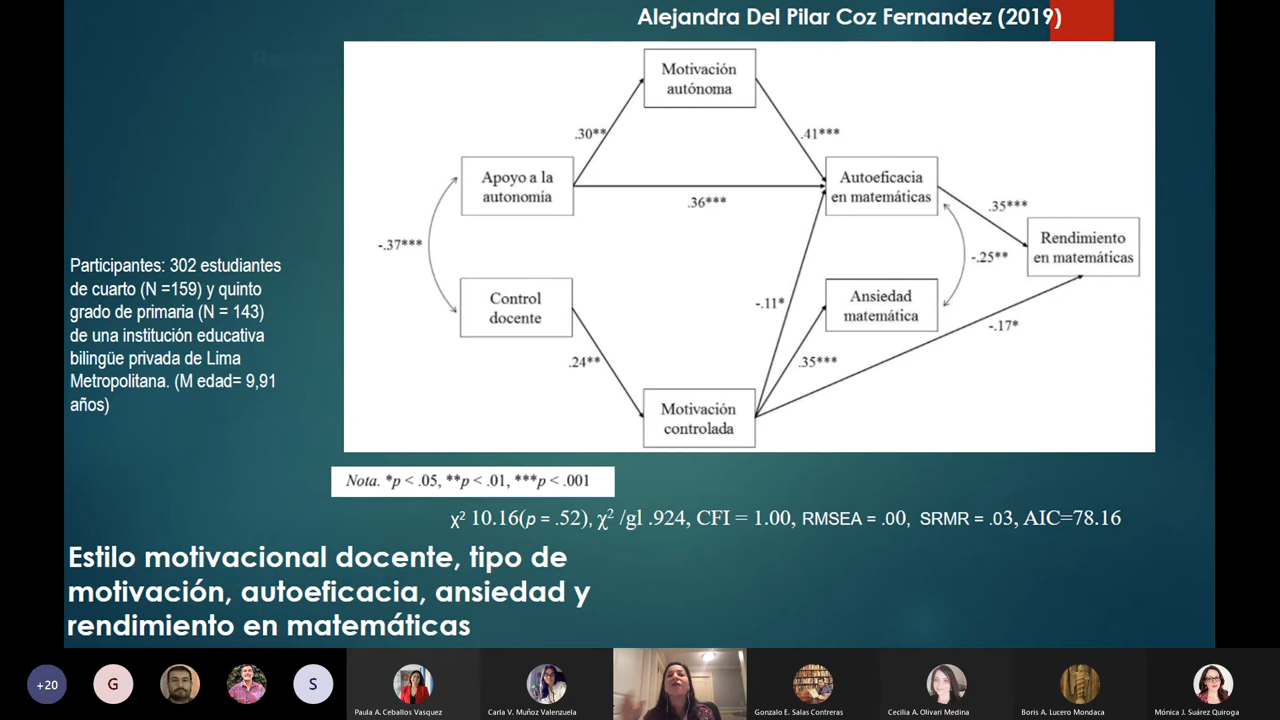 Alejandra Del Pilar Coz Fernandez (2019)
Motivación
autónoma
.30**
.41***
Apoyo a la
autonomía
Autoeficacia
en matemáticas
.36***
.35***
-.37***
Rendimiento
en matemáticas
-.25**
Control
docente
Ansiedad
matemática
-.11*
-.17*
.24**
.35***
Motivación
controlada
Participantes: 302 estudiantes
de cuarto (N =159) y quinto
grado de primaria (N = 143)
de una institución educativa
bilingüe privada de Lima
Metropolitana. (M edad= 9,91
años)
Nota. *p < .05, **p < .01, ***p < .001
χ² 10.16(p = .52), χ² /gl .924, CFI = 1.00, RMSEA = .00, SRMR = .03, AIC=78.16
Estilo motivacional docente, tipo de
motivación, autoeficacia, ansiedad y
rendimiento en matemáticas
+20
G
S
Paula A. Ceballos Vasquez
Carla V. Muñoz Valenzuela
Gonzalo E. Salas Contreras
Cecilia A. Olivari Medina
Boris A. Lucero Mondaca
Mónica J. Suárez Quiroga